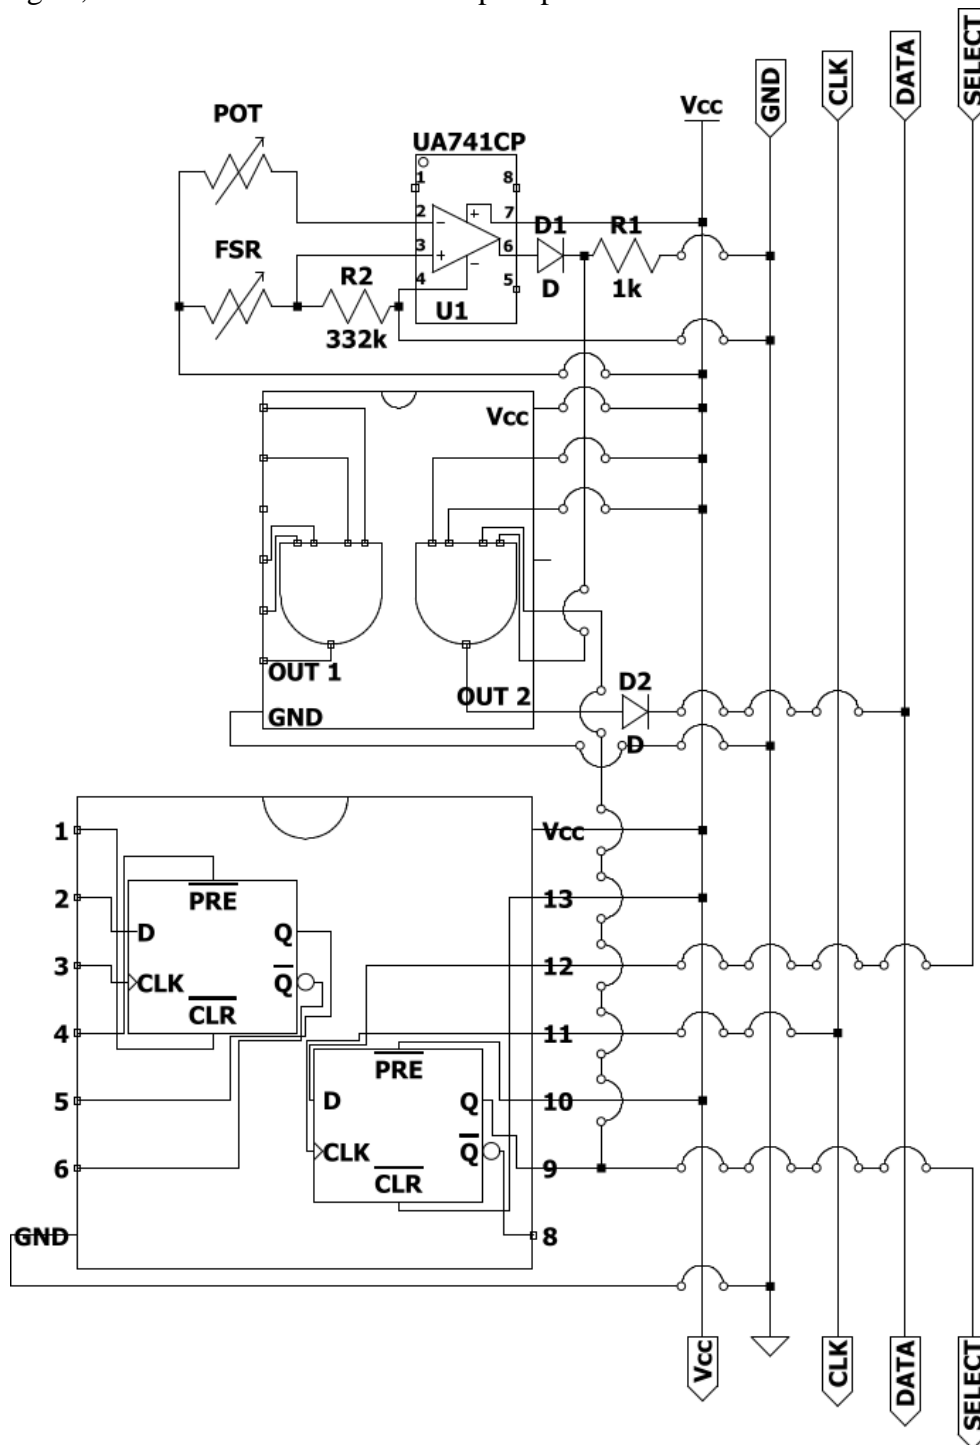 SELECT
DATA
CLK
GND
Vcc
POT
UA741CP
1 8
2 + 7
− D1 R1
FSR 3 + 6
R2 4 − 5 D 1k
332k U1
Vcc
OUT 1
OUT 2
D2
GND
D
1 Vcc
PRE
2 13
D Q
3 12
CLK Q
CLR
4 11
PRE
5 D Q 10
CLK Q
6 9
CLR
GND 8
Vcc
CLK
DATA
SELECT